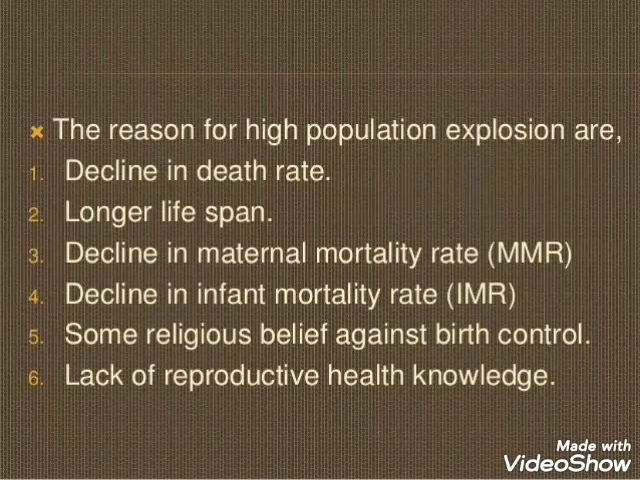 × The reason for high population explosion are,
1. Decline in death rate.
2. Longer life span.
3. Decline in maternal mortality rate (MMR)
4. Decline in infant mortality rate (IMR)
5. Some religious belief against birth control.
6. Lack of reproductive health knowledge.
Made with
VideoShow